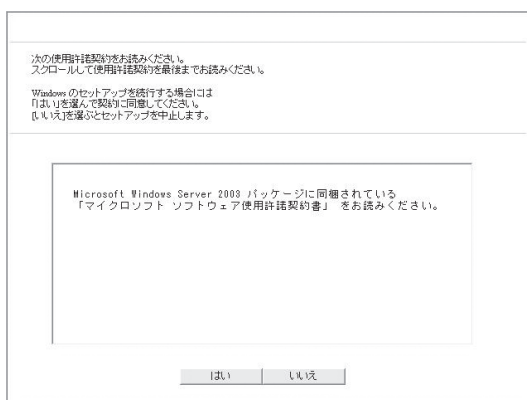 次の使用許諾契約をお読みください。
スクロールして使用許諾契約を最後までお読みください。
Windows のセットアップを続行する場合には
「はい」を選んで契約に同意してください。
[いいえ]を選ぶとセットアップを中止します。
Microsoft Windows Server 2003 パッケージに同梱されている
「マイクロソフト ソフトウェア使用許諾契約書」 をお読みください。
はい
いいえ